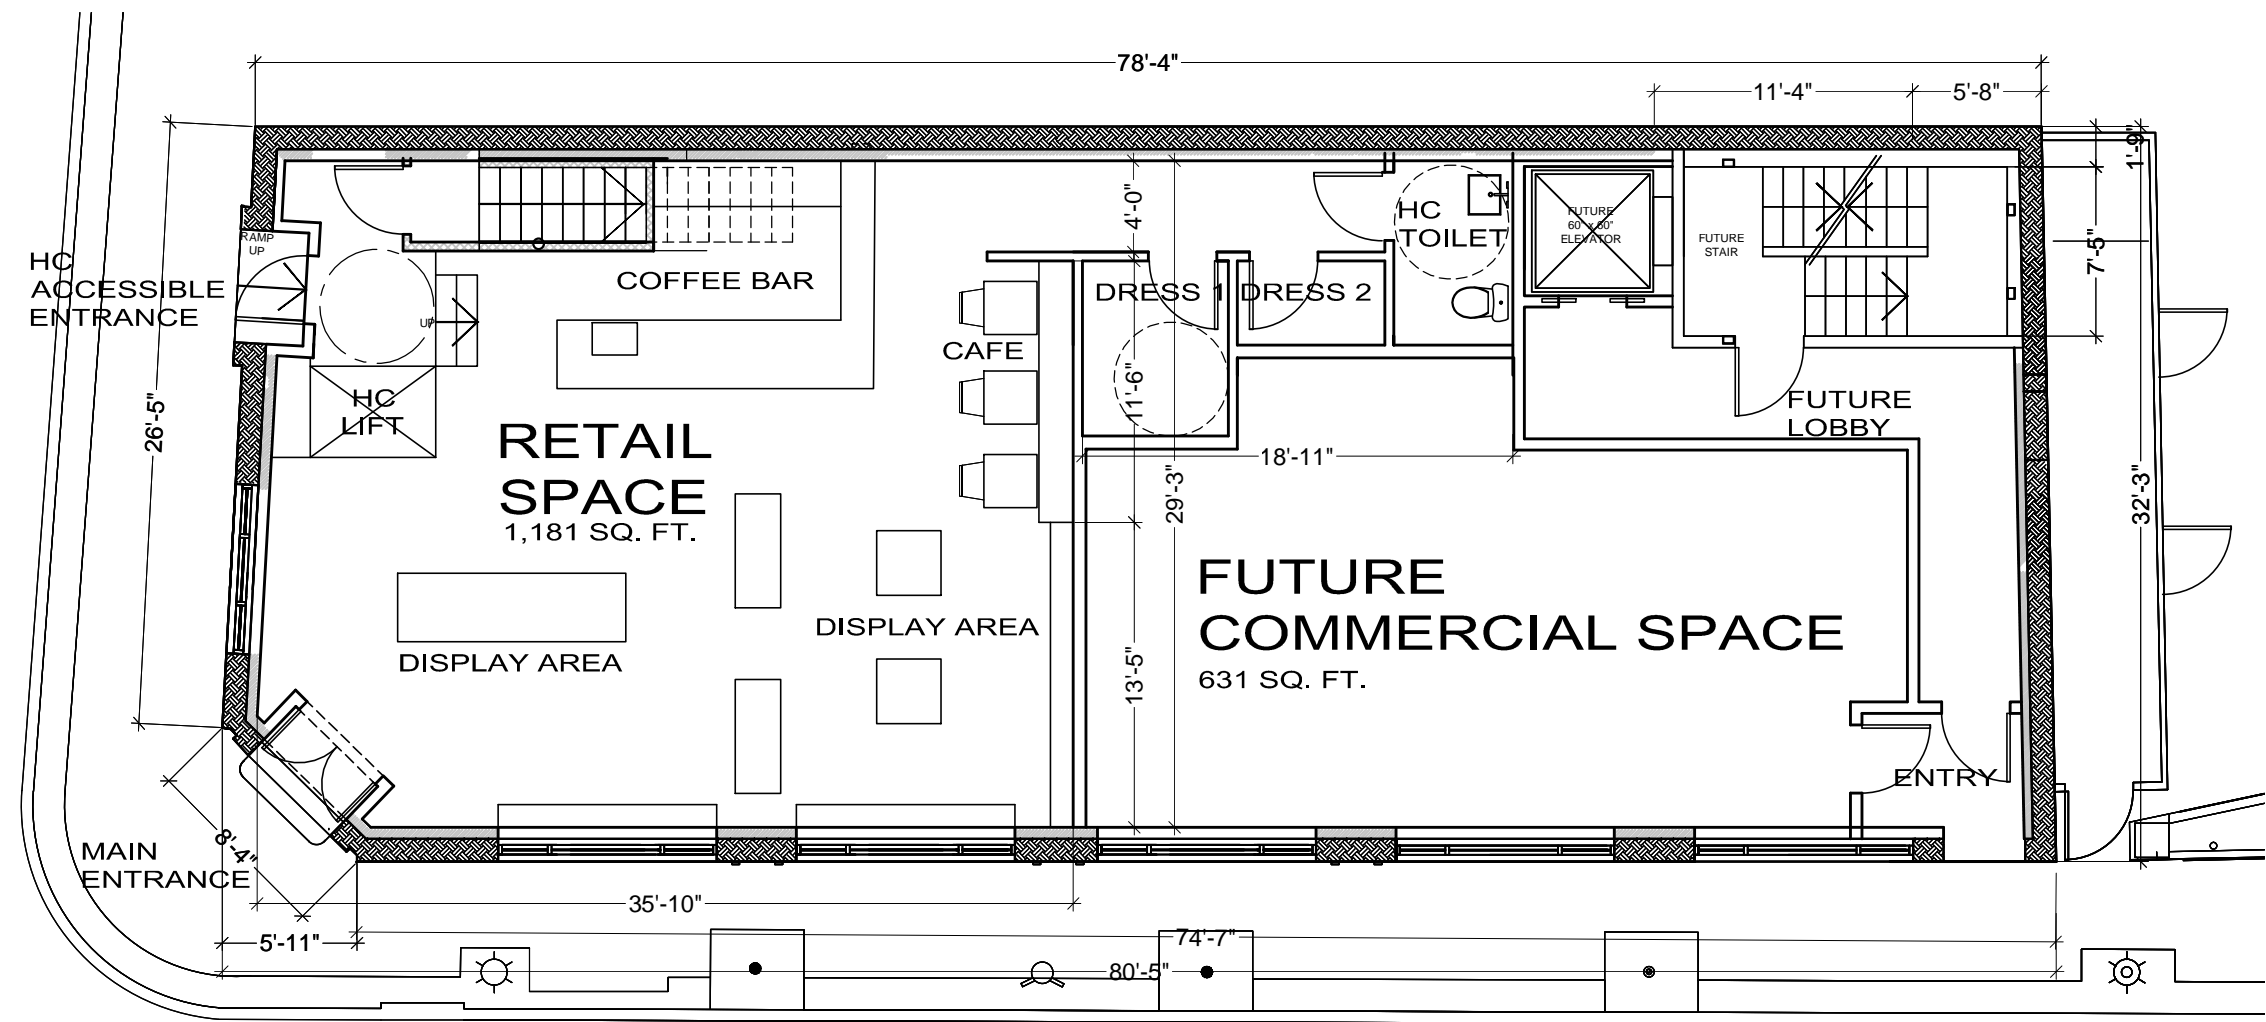 78'-4"
11'-4"
5'-8"
1'-9"
RAMP
UP
HC
ACCESSIBLE
ENTRANCE
4'-0"
HC
TOILET
FUTURE
60" x 60"
ELEVATOR
FUTURE
STAIR
7'-5"
COFFEE BAR
DRESS 1
DRESS 2
UP
CAFE
26'-5"
HC
LIFT
11'-6"
FUTURE
LOBBY
RETAIL
SPACE
1,181 SQ. FT.
18'-11"
29'-3"
32'-3"
FUTURE
COMMERCIAL SPACE
631 SQ. FT.
DISPLAY AREA
DISPLAY AREA
13'-5"
ENTRY
8'-4"
MAIN
ENTRANCE
35'-10"
5'-11"
74'-7"
80'-5"